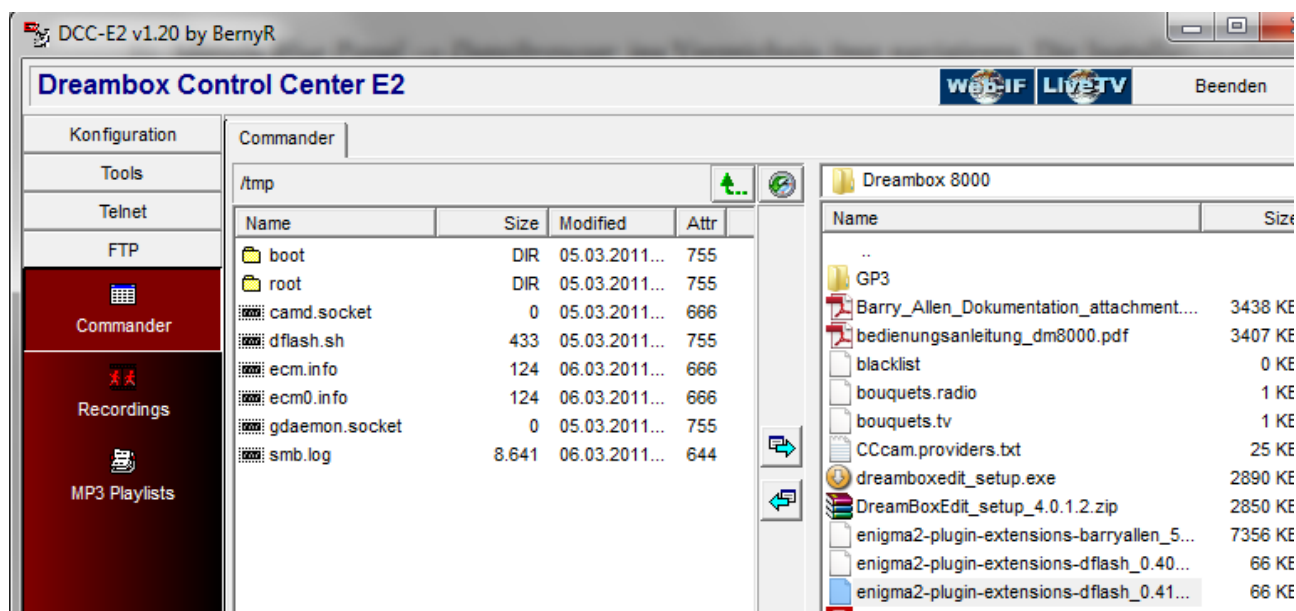 DCC-E2 v1.20 by BernyR
Dreambox Control Center E2
Web-IF LiveTV Beenden
Konfiguration
Tools
Telnet
FTP
Commander
Recordings
MP3 Playlists
Commander
/tmp
Name Size Modified Attr
boot DIR 05.03.2011... 755
root DIR 05.03.2011... 755
camd.socket 0 05.03.2011... 666
dflash.sh 433 05.03.2011... 755
ecm.info 124 06.03.2011... 666
ecm0.info 124 06.03.2011... 666
gdaemon.socket 0 05.03.2011... 755
smb.log 8.641 06.03.2011... 644
Dreambox 8000
Name Size
..
GP3
Barry_Allen_Dokumentation_attachment.... 3438 KB
bedienungsanleitung_dm8000.pdf 3407 KB
blacklist 0 KB
bouquets.radio 1 KB
bouquets.tv 1 KB
CCcam.providers.txt 25 KB
dreamboxedit_setup.exe 2890 KB
DreamBoxEdit_setup_4.0.1.2.zip 2850 KB
enigma2-plugin-extensions-barryallen_5... 7356 KB
enigma2-plugin-extensions-dflash_0.40... 66 KB
enigma2-plugin-extensions-dflash_0.41... 66 KB